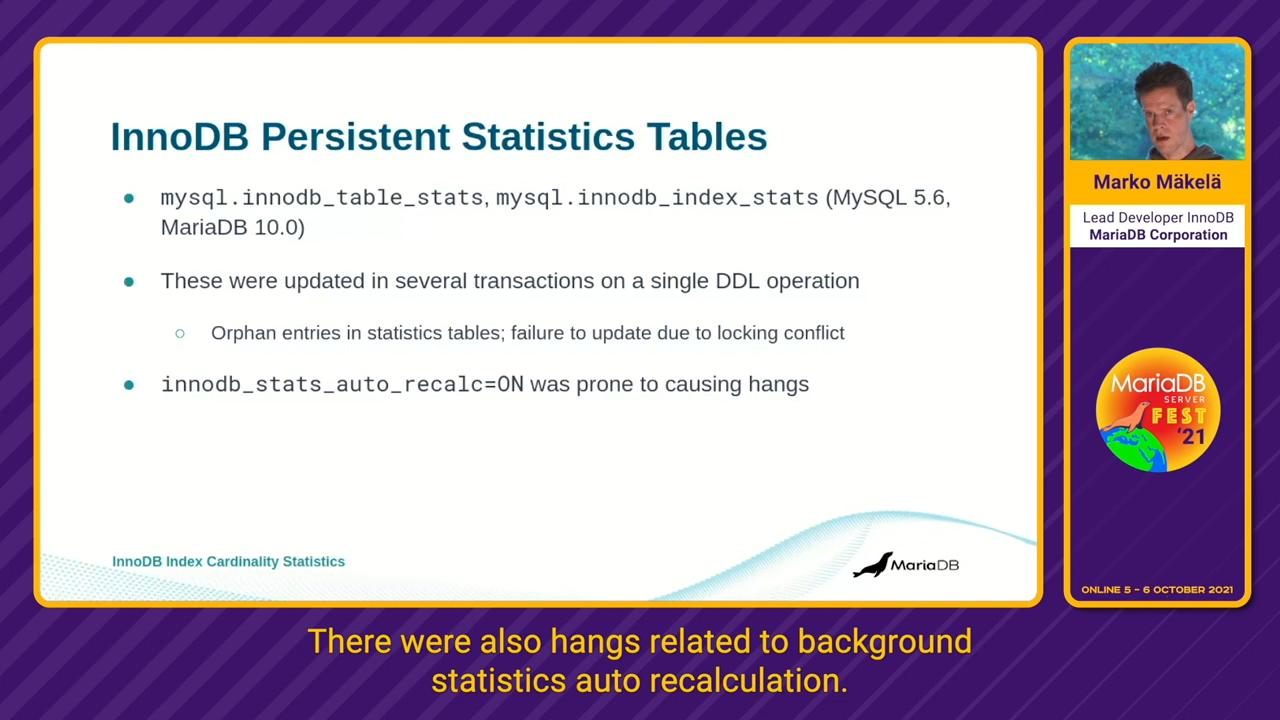 InnoDB Persistent Statistics Tables
● mysql.innodb_table_stats, mysql.innodb_index_stats (MySQL 5.6,
MariaDB 10.0)
● These were updated in several transactions on a single DDL operation
○ Orphan entries in statistics tables; failure to update due to locking conflict
● innodb_stats_auto_recalc=ON was prone to causing hangs
InnoDB Index Cardinality Statistics
MariaDB
Marko Mäkelä
Lead Developer InnoDB
MariaDB Corporation
MariaDB
SERVER
FEST
'21
ONLINE 5 – 6 OCTOBER 2021
There were also hangs related to background
statistics auto recalculation.